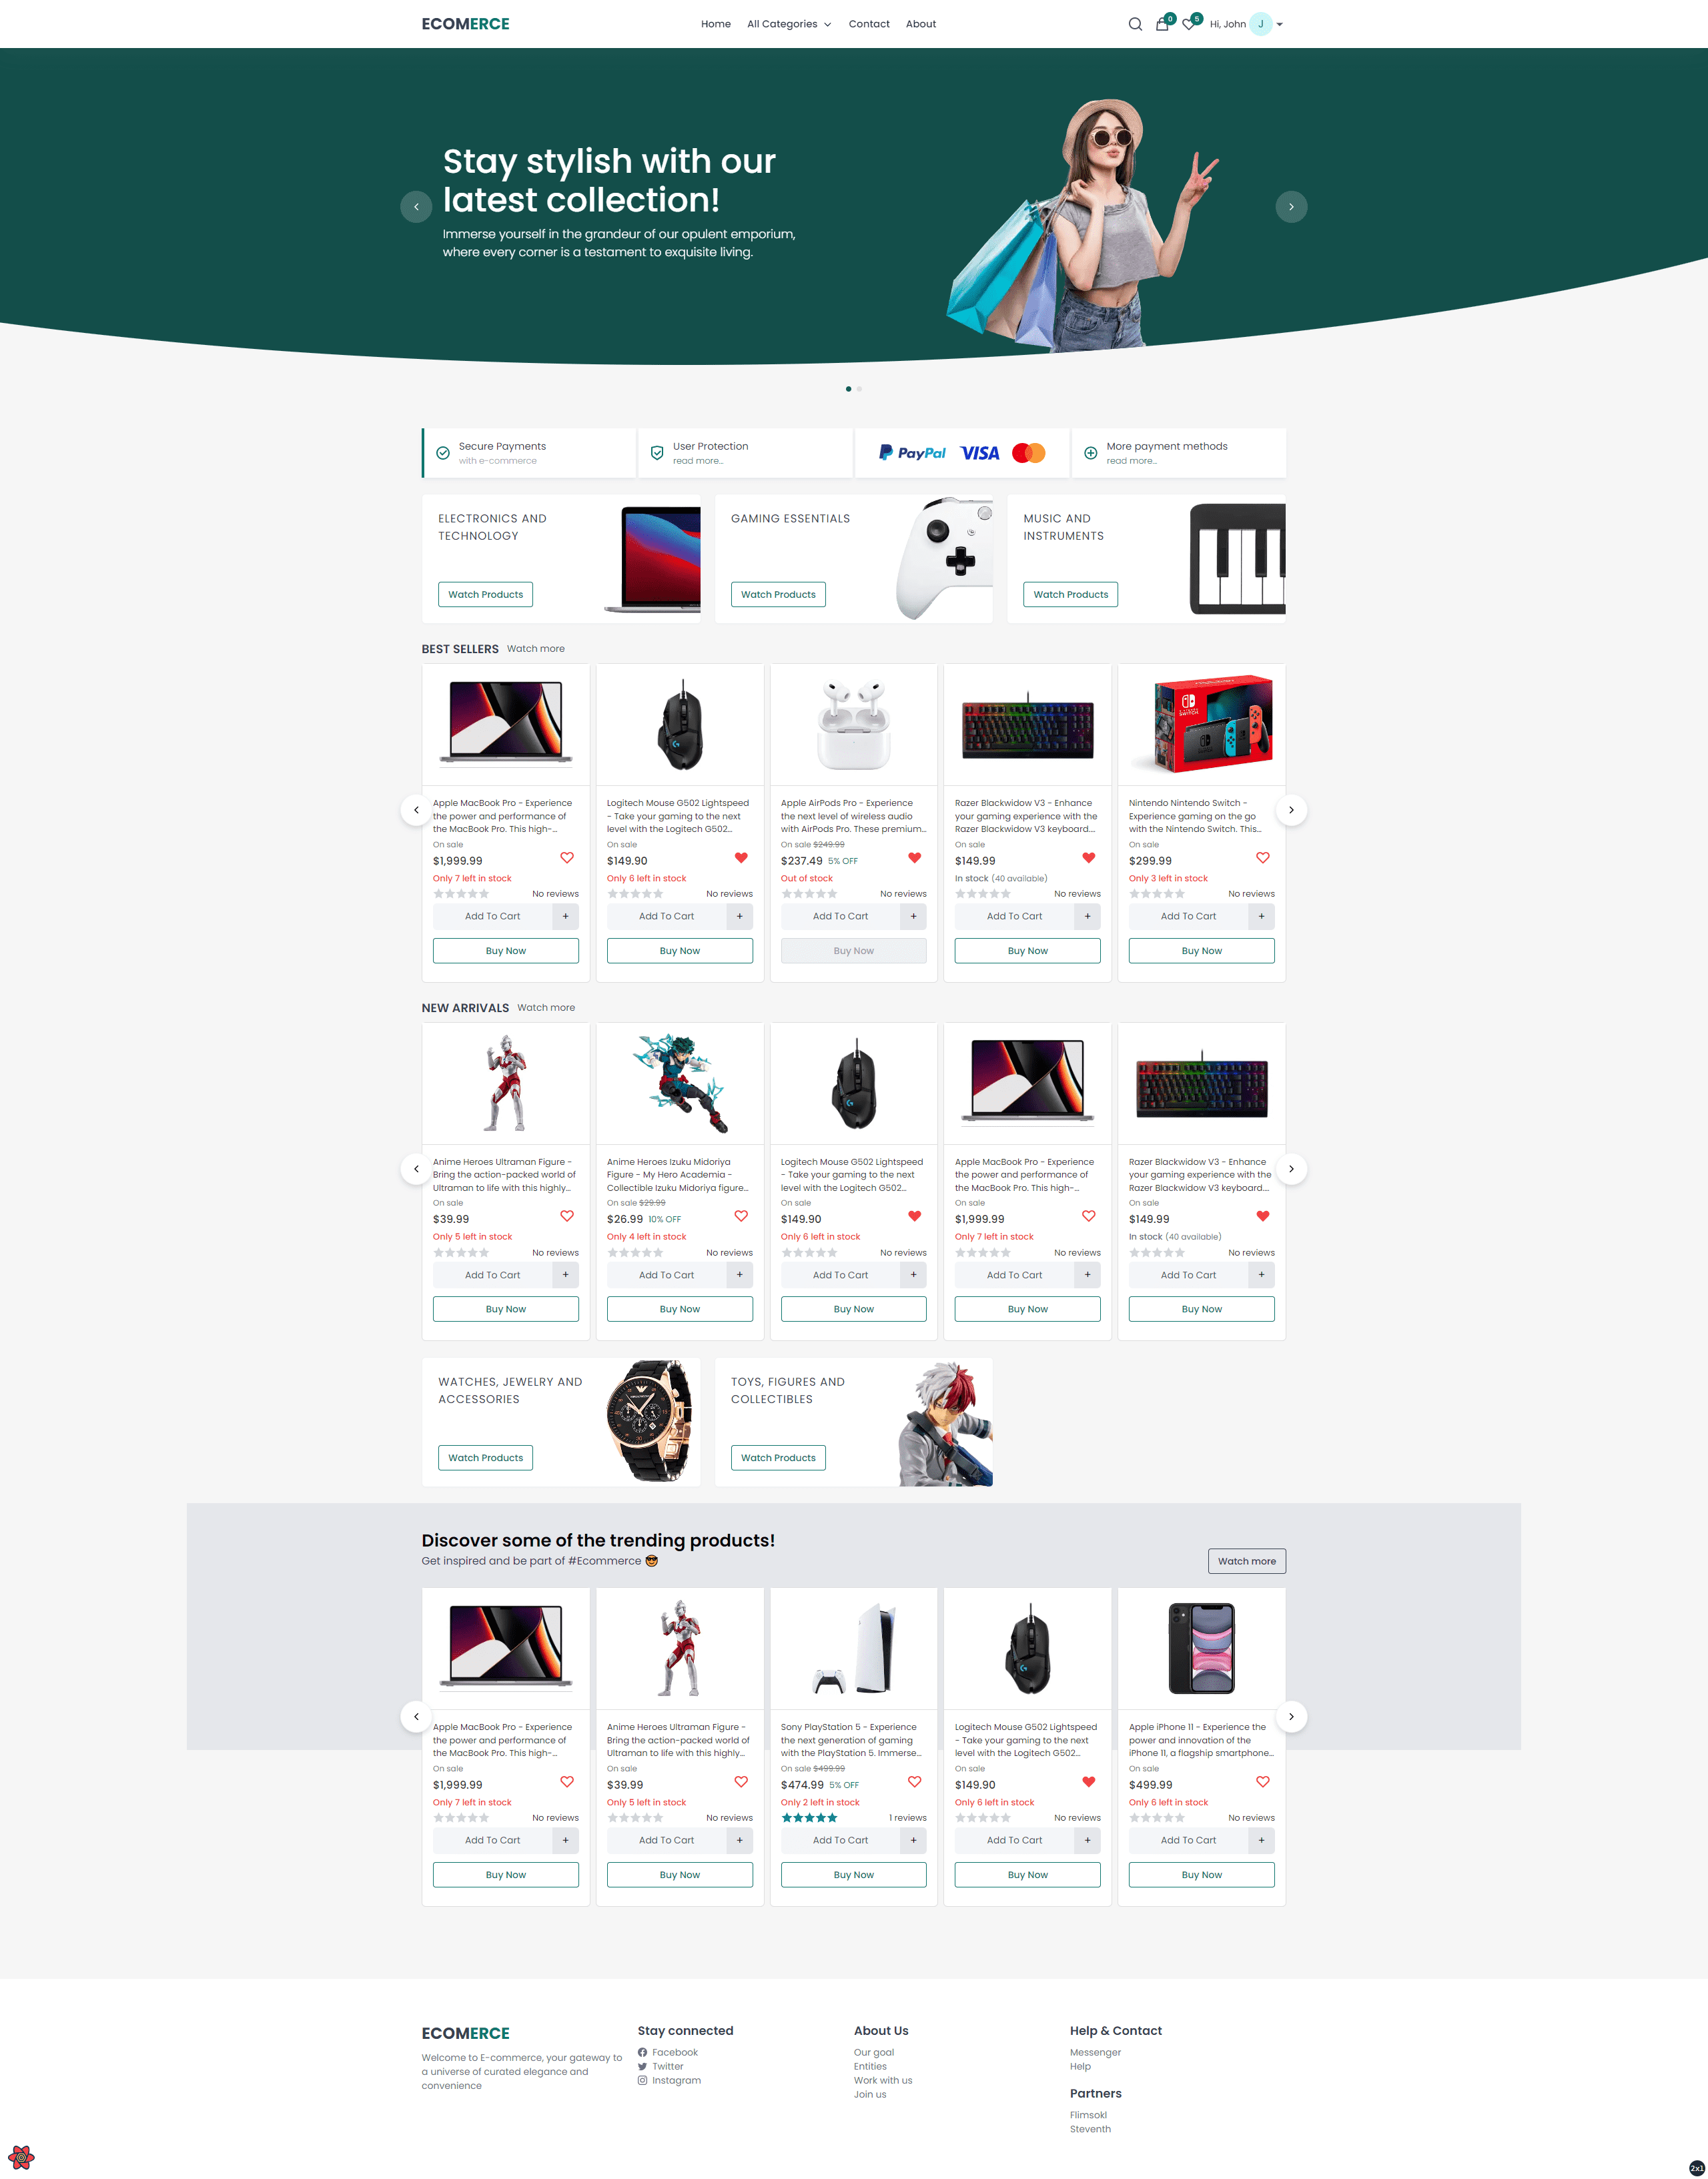 ECOMERCE
Home
All Categories
Contact
About
0
5
Hi, John
J
Stay stylish with our
latest collection!
Immerse yourself in the grandeur of our opulent emporium,
where every corner is a testament to exquisite living.
Secure Payments
with e-commerce
User Protection
read more...
PayPal
VISA
More payment methods
read more...
ELECTRONICS AND
TECHNOLOGY
Watch Products
GAMING ESSENTIALS
Watch Products
MUSIC AND
INSTRUMENTS
Watch Products
BEST SELLERS
Watch more
Apple MacBook Pro - Experience
the power and performance of
the MacBook Pro. This high-...
On sale
$1,999.99
Only 7 left in stock
No reviews
Add To Cart
+
Buy Now
Logitech Mouse G502 Lightspeed
- Take your gaming to the next
level with the Logitech G502...
On sale
$149.90
Only 6 left in stock
No reviews
Add To Cart
+
Buy Now
Apple AirPods Pro - Experience
the next level of wireless audio
with AirPods Pro. These premium...
On sale $249.99
$237.49 5% OFF
Out of stock
No reviews
Add To Cart
+
Buy Now
Razer Blackwidow V3 - Enhance
your gaming experience with the
Razer Blackwidow V3 keyboard....
On sale
$149.99
In stock (40 available)
No reviews
Add To Cart
+
Buy Now
Nintendo Nintendo Switch -
Experience gaming on the go
with the Nintendo Switch. This...
On sale
$299.99
Only 3 left in stock
No reviews
Add To Cart
+
Buy Now
NEW ARRIVALS
Watch more
Anime Heroes Ultraman Figure -
Bring the action-packed world of
Ultraman to life with this highly...
On sale
$39.99
Only 5 left in stock
No reviews
Add To Cart
+
Buy Now
Anime Heroes Izuku Midoriya
Figure - My Hero Academia -
Collectible Izuku Midoriya figure...
On sale $29.99
$26.99 10% OFF
Only 4 left in stock
No reviews
Add To Cart
+
Buy Now
Logitech Mouse G502 Lightspeed
- Take your gaming to the next
level with the Logitech G502...
On sale
$149.90
Only 6 left in stock
No reviews
Add To Cart
+
Buy Now
Apple MacBook Pro - Experience
the power and performance of
the MacBook Pro. This high-...
On sale
$1,999.99
Only 7 left in stock
No reviews
Add To Cart
+
Buy Now
Razer Blackwidow V3 - Enhance
your gaming experience with the
Razer Blackwidow V3 keyboard....
On sale
$149.99
In stock (40 available)
No reviews
Add To Cart
+
Buy Now
WATCHES, JEWELRY AND
ACCESSORIES
Watch Products
TOYS, FIGURES AND
COLLECTIBLES
Watch Products
Discover some of the trending products!
Get inspired and be part of #Ecommerce 😎
Watch more
Apple MacBook Pro - Experience
the power and performance of
the MacBook Pro. This high-...
On sale
$1,999.99
Only 7 left in stock
No reviews
Add To Cart
+
Buy Now
Anime Heroes Ultraman Figure -
Bring the action-packed world of
Ultraman to life with this highly...
On sale
$39.99
Only 5 left in stock
No reviews
Add To Cart
+
Buy Now
Sony PlayStation 5 - Experience
the next generation of gaming
with the PlayStation 5. Immerse...
On sale $499.99
$474.99 5% OFF
Only 2 left in stock
1 reviews
Add To Cart
+
Buy Now
Logitech Mouse G502 Lightspeed
- Take your gaming to the next
level with the Logitech G502...
On sale
$149.90
Only 6 left in stock
No reviews
Add To Cart
+
Buy Now
Apple iPhone 11 - Experience the
power and innovation of the
iPhone 11, a flagship smartphone...
On sale
$499.99
Only 6 left in stock
No reviews
Add To Cart
+
Buy Now
ECOMERCE
Welcome to E-commerce, your gateway to
a universe of curated elegance and
convenience
Stay connected
Facebook
Twitter
Instagram
About Us
Our goal
Entities
Work with us
Join us
Help & Contact
Messenger
Help
Partners
Flimsokl
Steventh
2xl